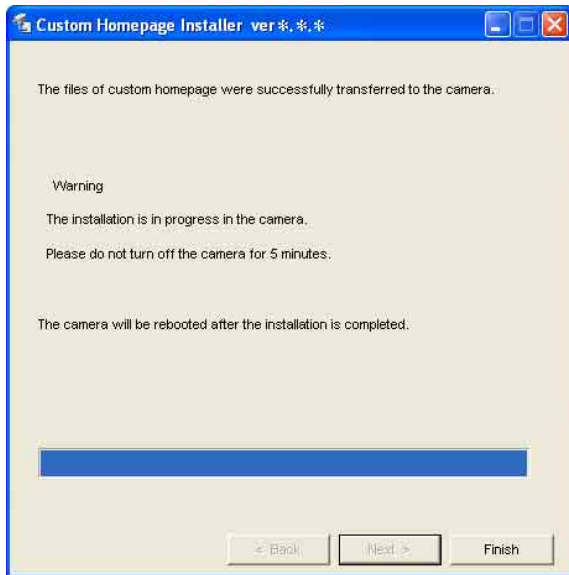 Custom Homepage Installer ver*.*.*
The files of custom homepage were successfully transferred to the camera.
Warning
The installation is in progress in the camera.
Please do not turn off the camera for 5 minutes.
The camera will be rebooted after the installation is completed.
< Back Next > Finish